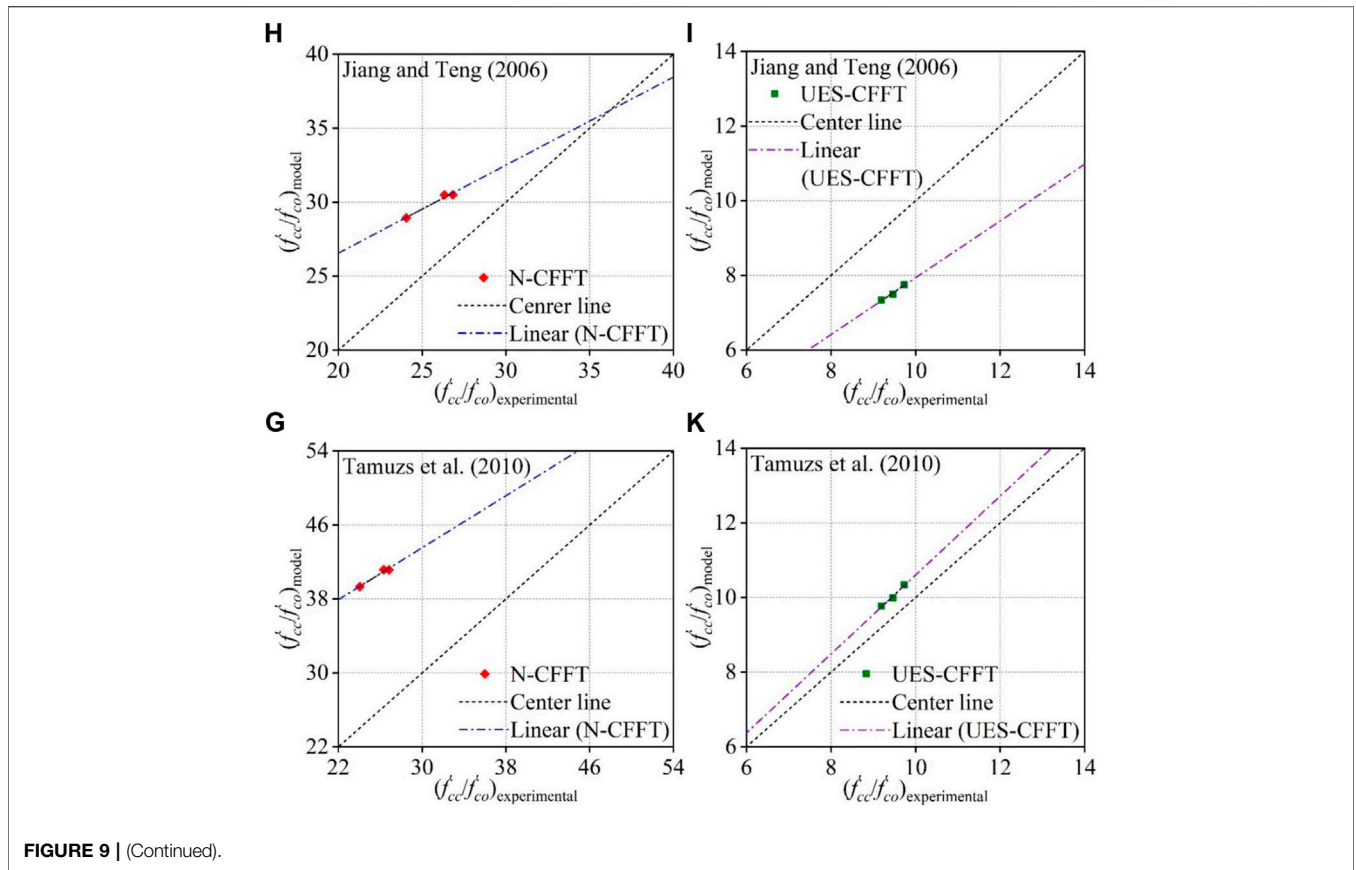 H
Jiang and Teng (2006)
40
35
30
25
20
(f'cc/f'co)model
N-CFFT
Cenrer line
Linear (N-CFFT)
20
25
30
35
40
(f'cc/f'co)experimental
I
Jiang and Teng (2006)
UES-CFFT
Center line
Linear
(UES-CFFT)
14
12
10
8
6
(f'cc/f'co)model
6
8
10
12
14
(f'cc/f'co)experimental
G
Tamuzs et al. (2010)
54
46
38
30
22
(f'cc/f'co)model
N-CFFT
Center line
Linear (N-CFFT)
22
30
38
46
54
(f'cc/f'co)experimental
K
Tamuzs et al. (2010)
14
12
10
8
6
(f'cc/f'co)model
UES-CFFT
Center line
Linear (UES-CFFT)
6
8
10
12
14
(f'cc/f'co)experimental
FIGURE 9 | (Continued).